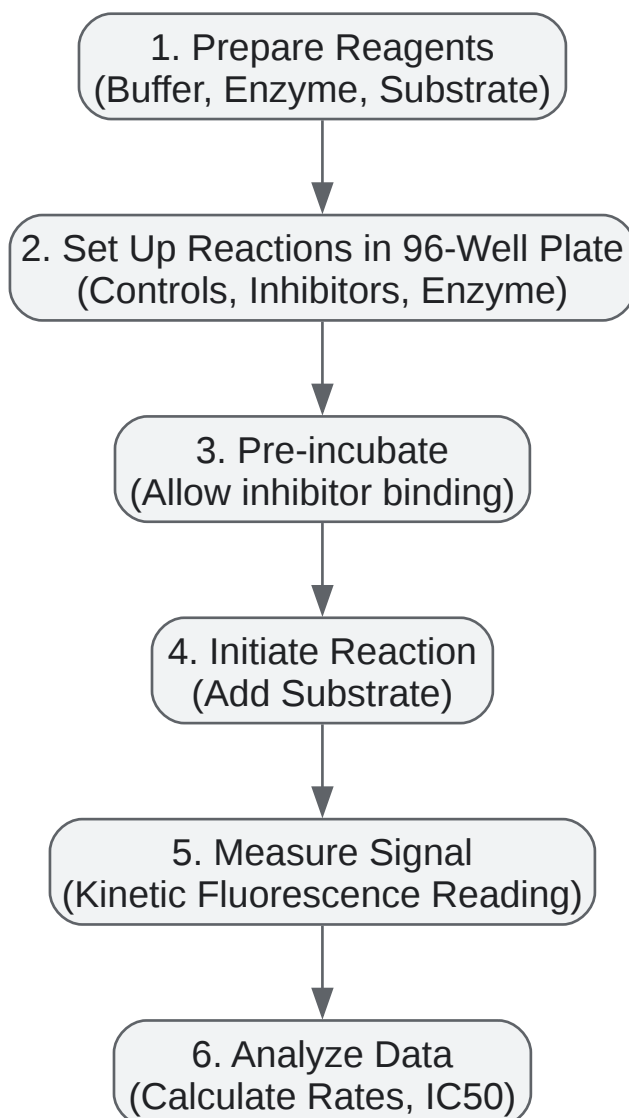 1. Prepare Reagents
(Buffer, Enzyme, Substrate)
2. Set Up Reactions in 96-Well Plate
(Controls, Inhibitors, Enzyme)
3. Pre-incubate
(Allow inhibitor binding)
4. Initiate Reaction
(Add Substrate)
5. Measure Signal
(Kinetic Fluorescence Reading)
6. Analyze Data
(Calculate Rates, IC50)